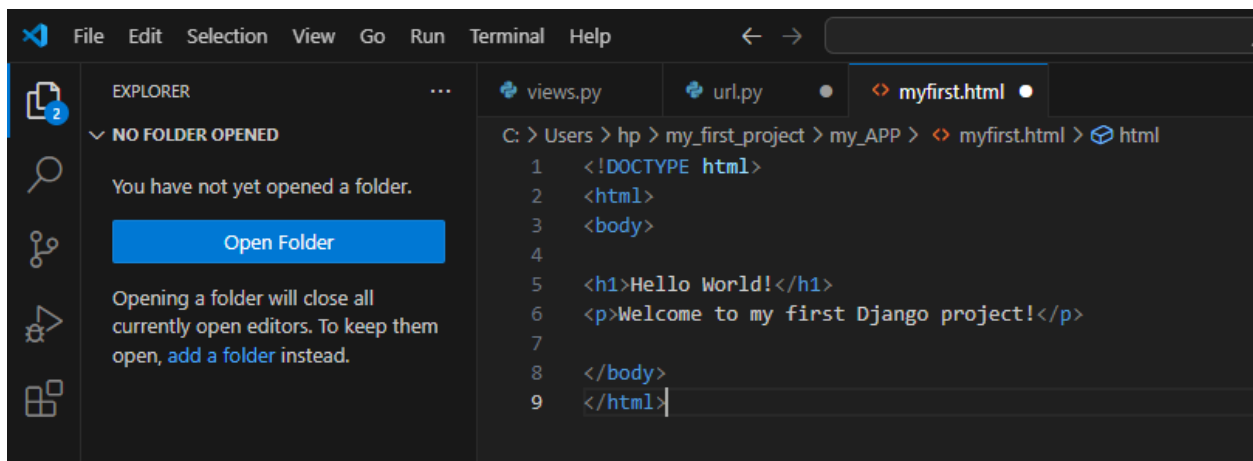 File Edit Selection View Go Run Terminal Help
EXPLORER ...
2
NO FOLDER OPENED
You have not yet opened a folder.
Open Folder
Opening a folder will close all
currently open editors. To keep them
open, add a folder instead.
views.py url.py myfirst.html
C: > Users > hp > my_first_project > my_APP > <> myfirst.html > html
1 <!DOCTYPE html>
2 <html>
3 <body>
4
5 <h1>Hello World!</h1>
6 <p>Welcome to my first Django project!</p>
7
8 </body>
9 </html>